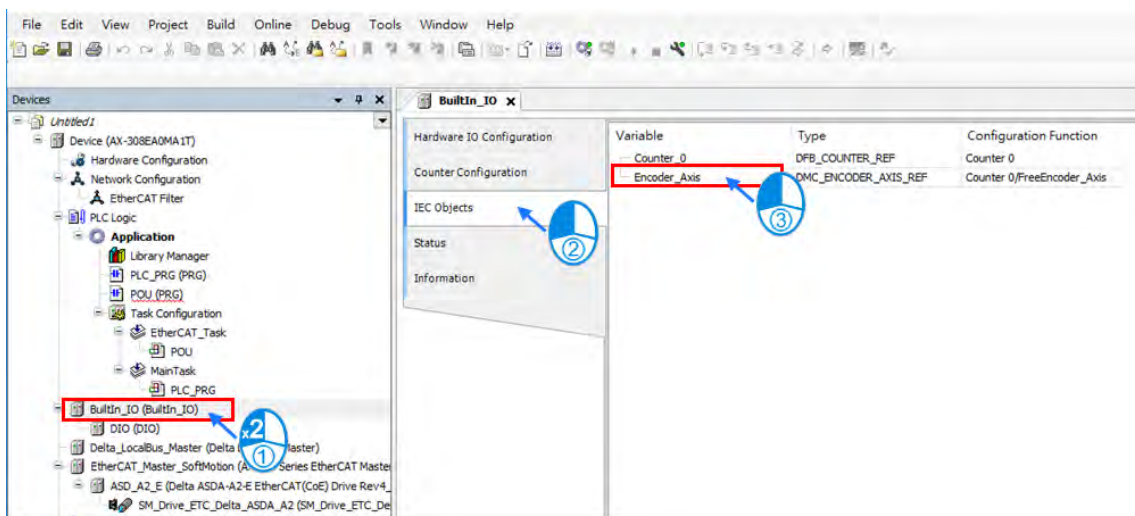 File Edit View Project Build Online Debug Tools Window Help
Devices
BuiltIn_IO X
Untitled1
Device (AX-308EA0MA1T)
Hardware Configuration
Network Configuration
EtherCAT Filter
PLC Logic
Application
Library Manager
PLC_PRG (PRG)
POU (PRG)
Task Configuration
EtherCAT_Task
POU
MainTask
PLC_PRG
BuiltIn_IO (BuiltIn_IO)
DIO (DIO)
Delta_LocalBus_Master (Delta Master)
EtherCAT_Master_SoftMotion (A Series EtherCAT Master
ASD_A2_E (Delta ASDA-A2-E EtherCAT(CoE) Drive Rev4_
SM_Drive_ETC_Delta_ASDA_A2 (SM_Drive_ETC_De
x2
①
Hardware IO Configuration
Counter Configuration
IEC Objects
Status
Information
②
Variable Type Configuration Function
Counter_0 DFB_COUNTER_REF Counter 0
Encoder_Axis DMC_ENCODER_AXIS_REF Counter 0/FreeEncoder_Axis
③